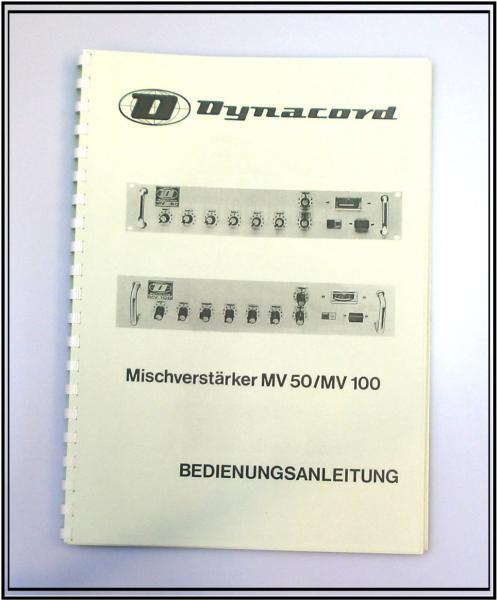 D Dynacord
Mischverstärker MV 50/MV 100
BEDIENUNGSANLEITUNG